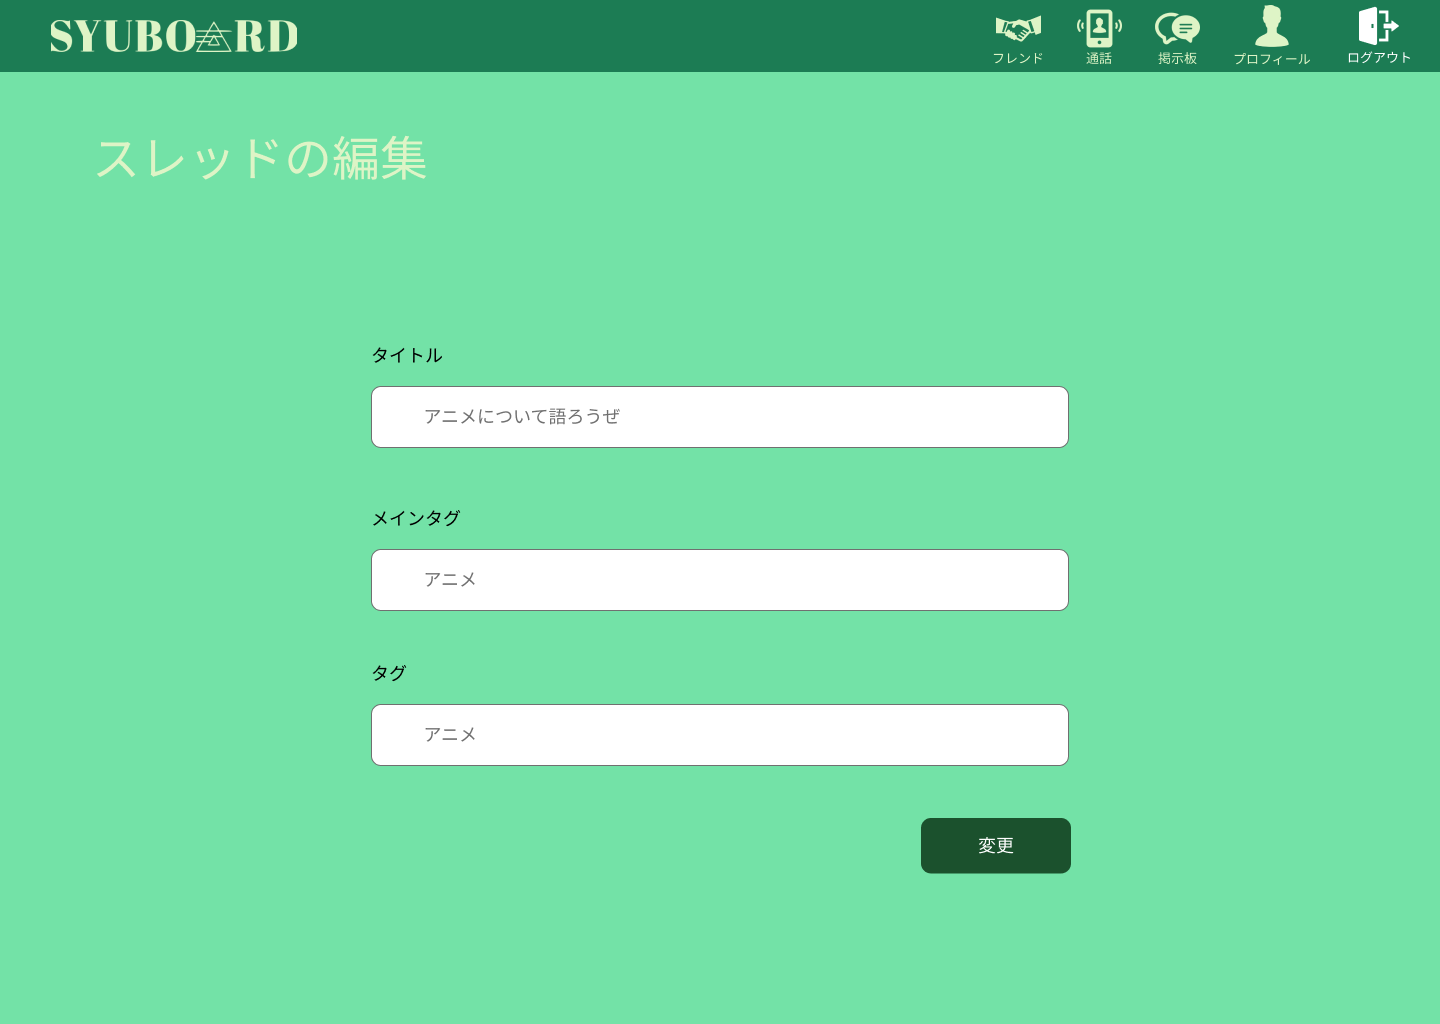 SYUBOARD
フレンド
通話
掲示板
プロフィール
ログアウト
スレッドの編集
タイトル
アニメについて語ろうぜ
メインタグ
アニメ
タグ
アニメ
変更